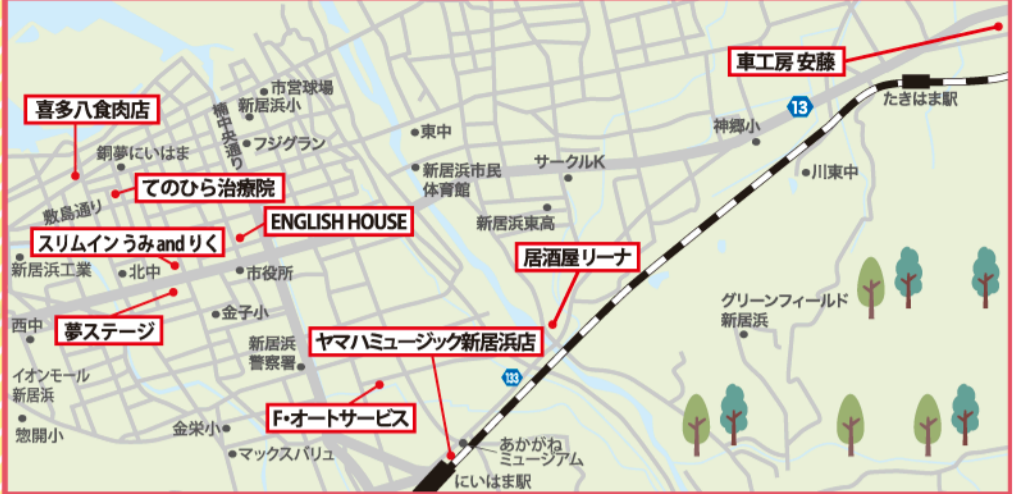 車工房 安藤
13
たきはま駅
市営球場
新居浜小
喜多八食肉店
楠中央通り
フジグラン
東中
神郷小
銅夢にいはま
新居浜市民
体育館
サークルK
川東中
てのひら治療院
敷島通り
ENGLISH HOUSE
新居浜東高
スリムイン うみ and りく
居酒屋 リーナ
新居浜工業
北中
市役所
グリーンフィールド
新居浜
金子小
西中
夢ステージ
新居浜
警察署
ヤマハミュージック新居浜店
イオンモール
新居浜
133
F・オートサービス
惣開小
金栄小
マックスバリュ
あかがね
ミュージアム
にいはま駅